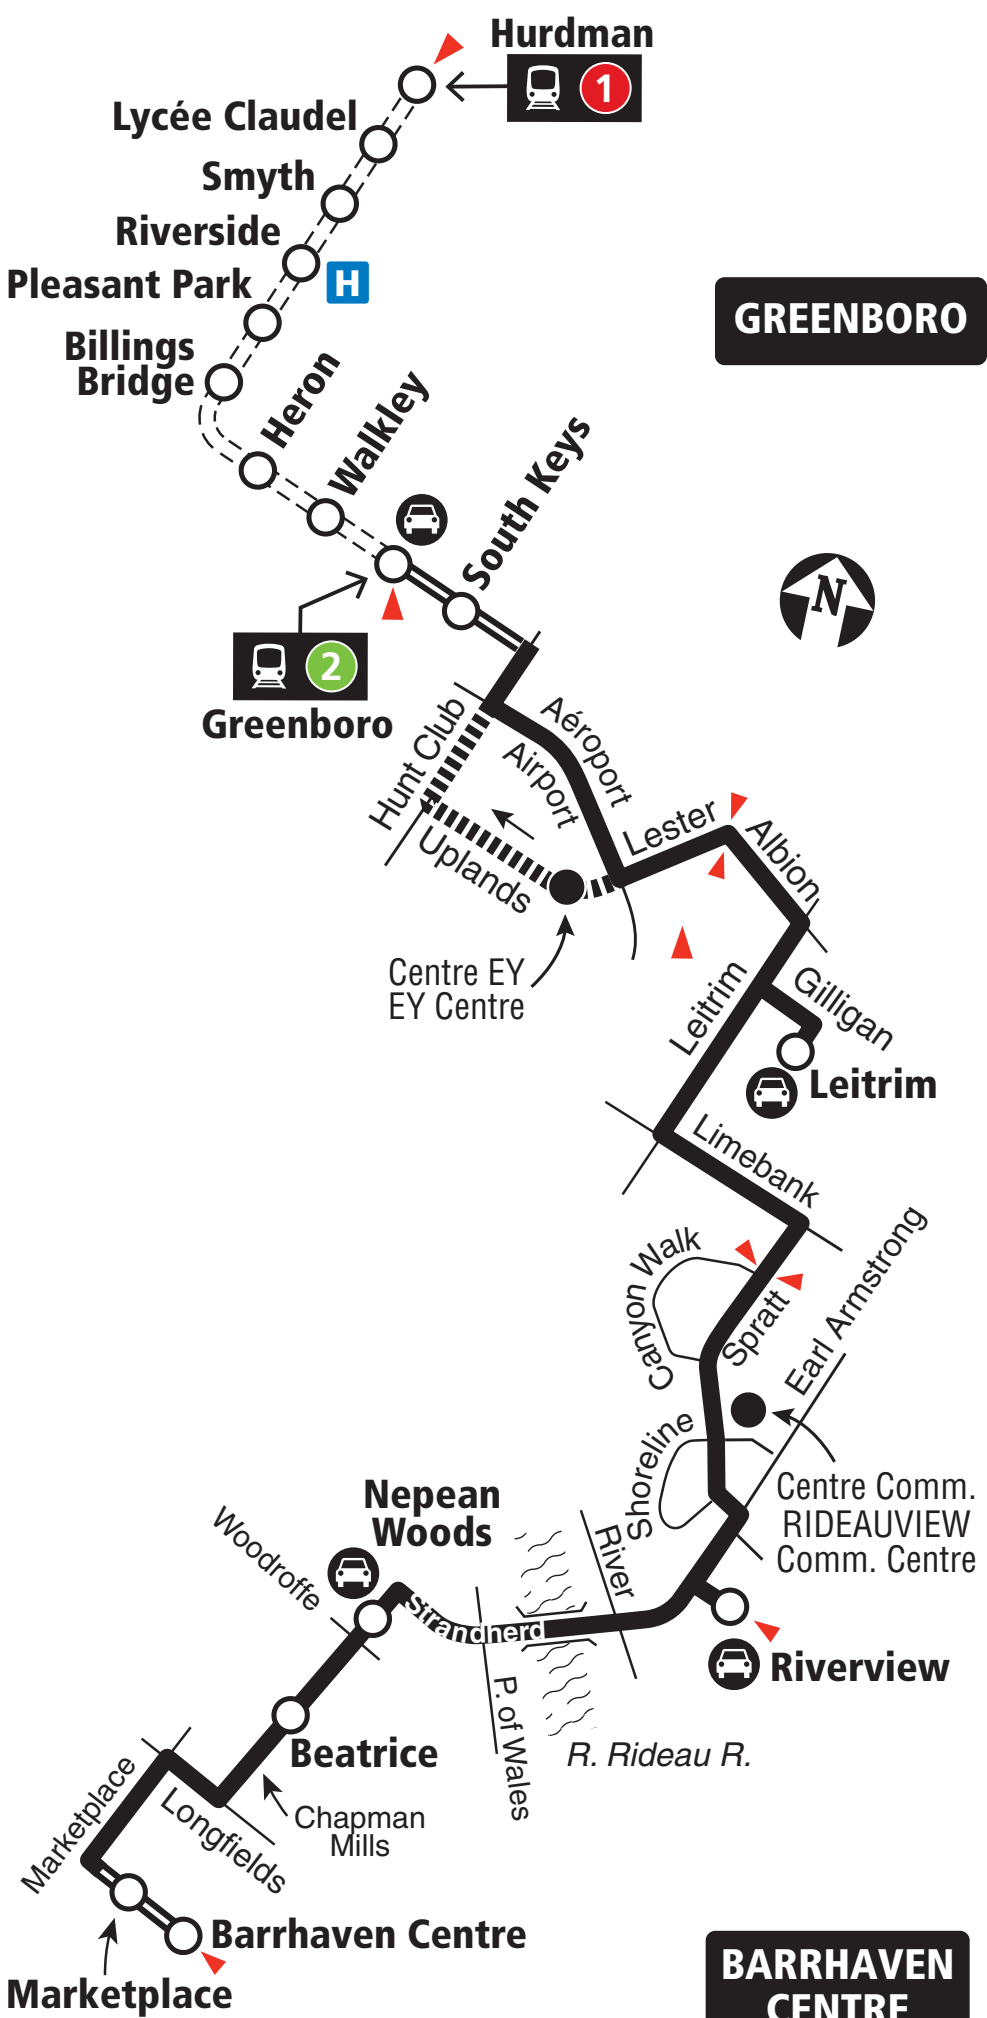 Hurdman
1
Lycée Claudel
Smyth
Riverside
H
Pleasant Park
GREENBORO
Billings
Bridge
Heron
Walkley
South Keys
N
2
Greenboro
Hunt Club
Aéroport
Airport
Uplands
Lester
Albion
Centre EY
EY Centre
Leitrim
Gilligan
Leitrim
Limebank
Canyon Walk
Spratt
Earl Armstrong
Shoreline
Centre Comm.
RIDEAUVIEW
Comm. Centre
Nepean
Woods
Woodroffe
River
Strandherd
Riverview
P. of Wales
R. Rideau R.
Beatrice
Chapman
Mills
Marketplace
Longfields
Barrhaven Centre
Marketplace
BARRHAVEN
CENTRE